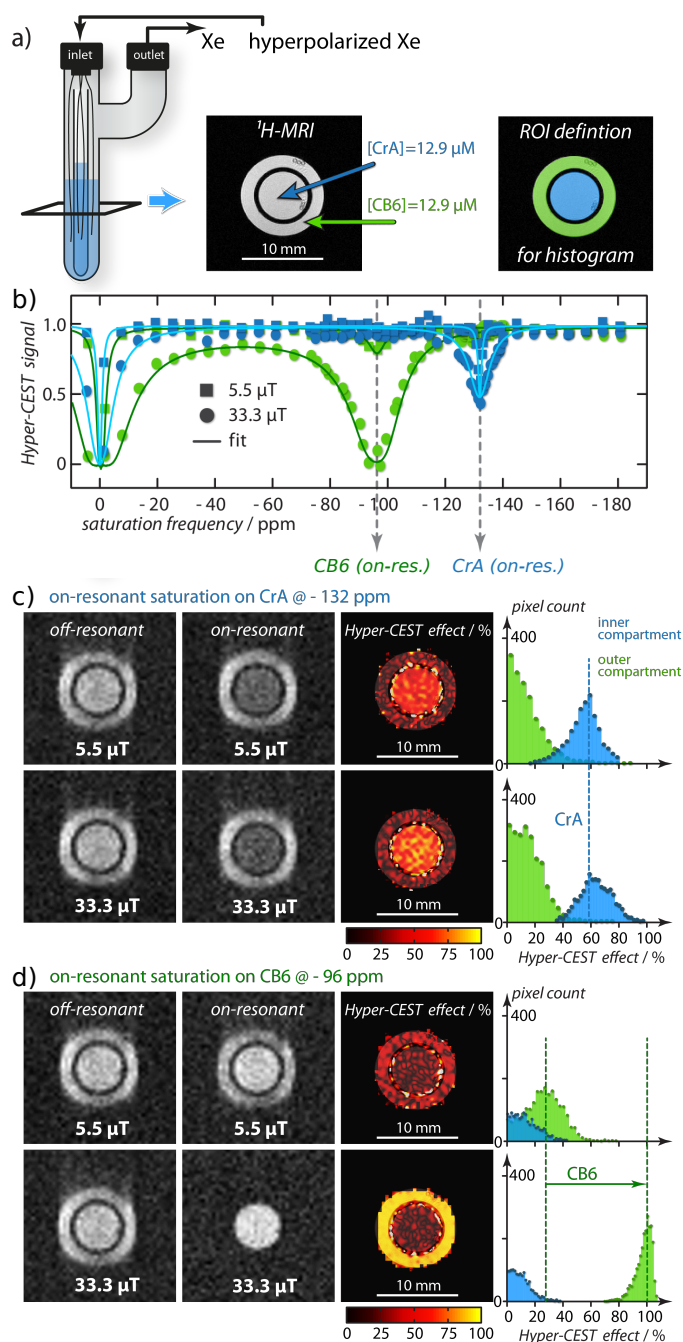 a)
Xe
hyperpolarized Xe
inlet
outlet
¹H-MRI
[CrA]=12.9 µM
[CB6]=12.9 µM
10 mm
ROI defintion
for histogram
b)
Hyper-CEST signal
1.0
0.5
0
5.5 µT
33.3 µT
fit
0
- 20
- 40
- 60
- 80
- 100
- 120
- 140
- 160
- 180
saturation frequency / ppm
CB6 (on-res.)
CrA (on-res.)
c) on-resonant saturation on CrA @ - 132 ppm
off-resonant
on-resonant
Hyper-CEST effect / %
pixel count
400
inner
compartment
outer
compartment
0
5.5 µT
5.5 µT
10 mm
400
CrA
0
33.3 µT
33.3 µT
10 mm
0 25 50 75 100
0 20 40 60 80 100 %
Hyper-CEST effect / %
d) on-resonant saturation on CB6 @ - 96 ppm
off-resonant
on-resonant
Hyper-CEST effect / %
pixel count
400
0
5.5 µT
5.5 µT
10 mm
400
CB6
0
33.3 µT
33.3 µT
10 mm
0 25 50 75 100
0 20 40 60 80 100 %
Hyper-CEST effect / %